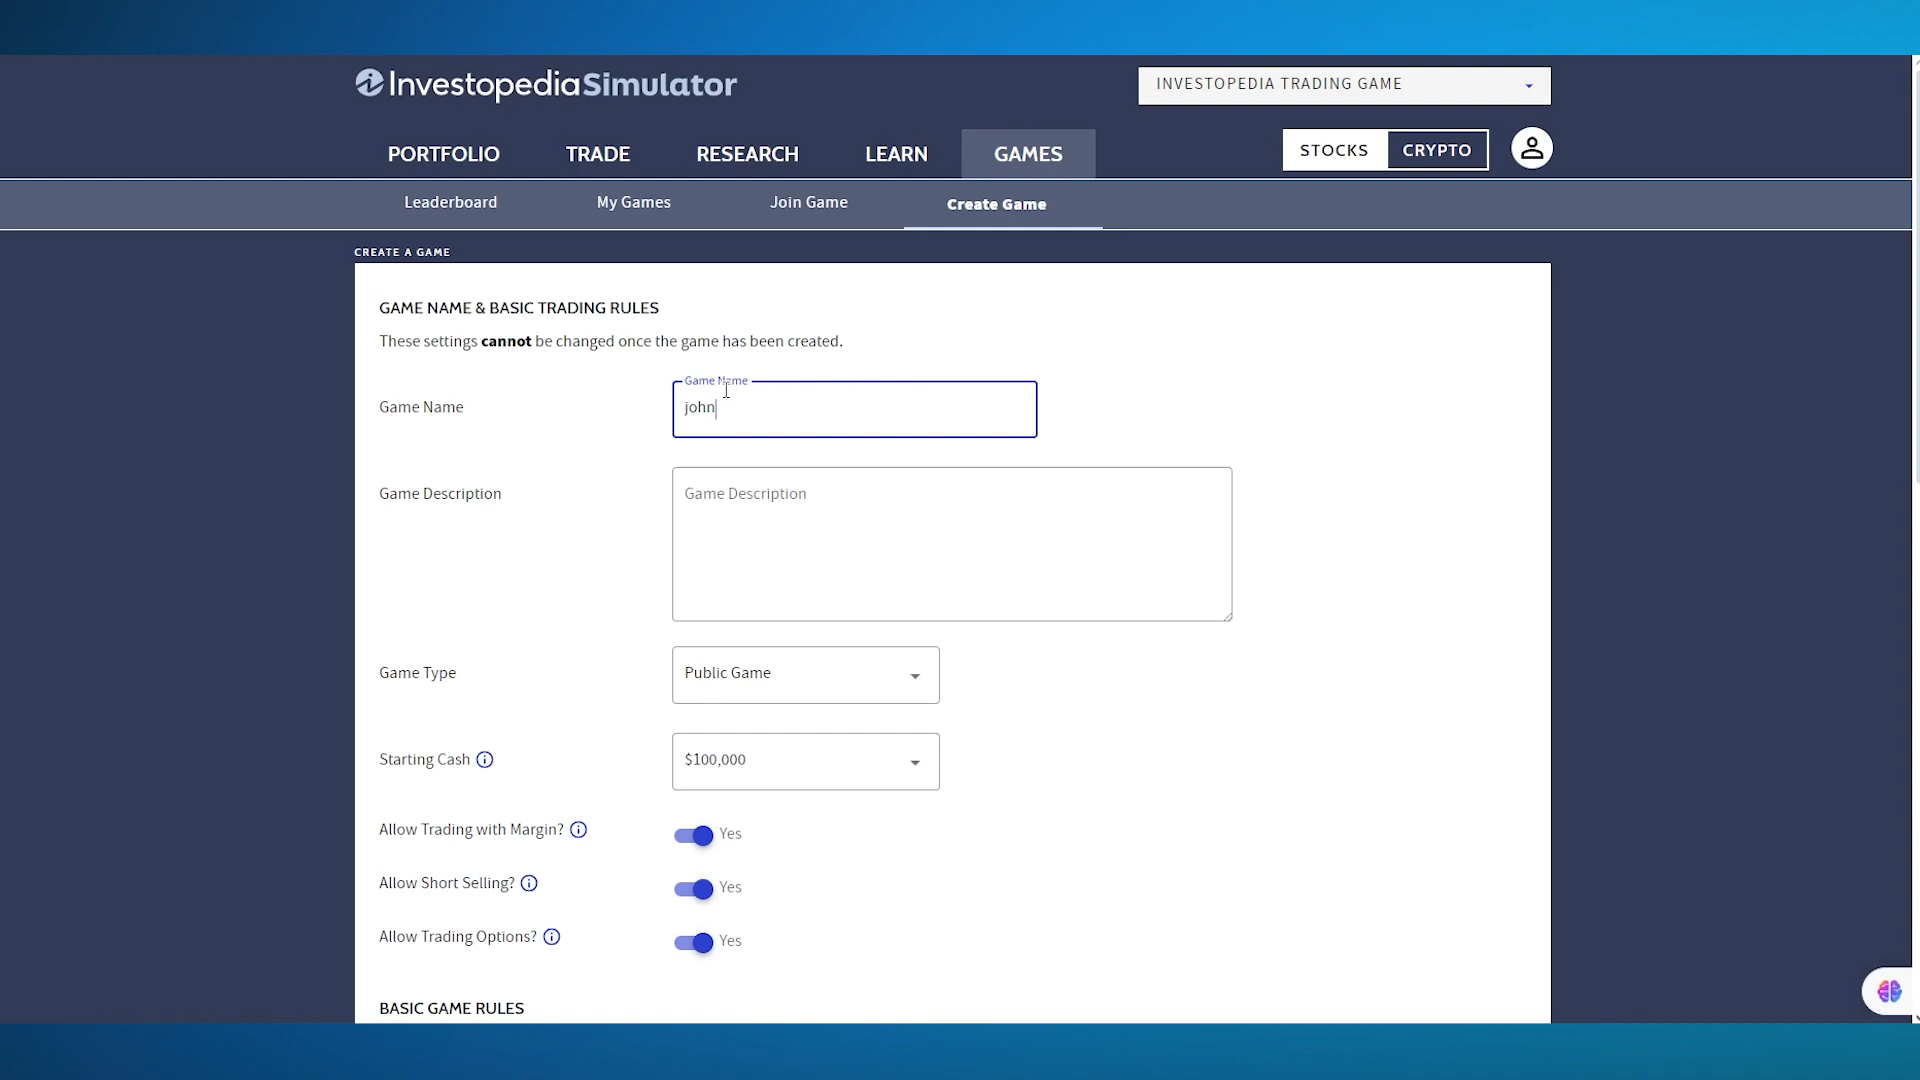 InvestopediaSimulator
INVESTOPEDIA TRADING GAME
PORTFOLIO TRADE RESEARCH LEARN GAMES STOCKS CRYPTO
Leaderboard My Games Join Game Create Game
CREATE A GAME
GAME NAME & BASIC TRADING RULES
These settings cannot be changed once the game has been created.
Game Name
Game Name
john
Game Description
Game Description
Game Type
Public Game
Starting Cash
$100,000
Allow Trading with Margin?
Yes
Allow Short Selling?
Yes
Allow Trading Options?
Yes
BASIC GAME RULES